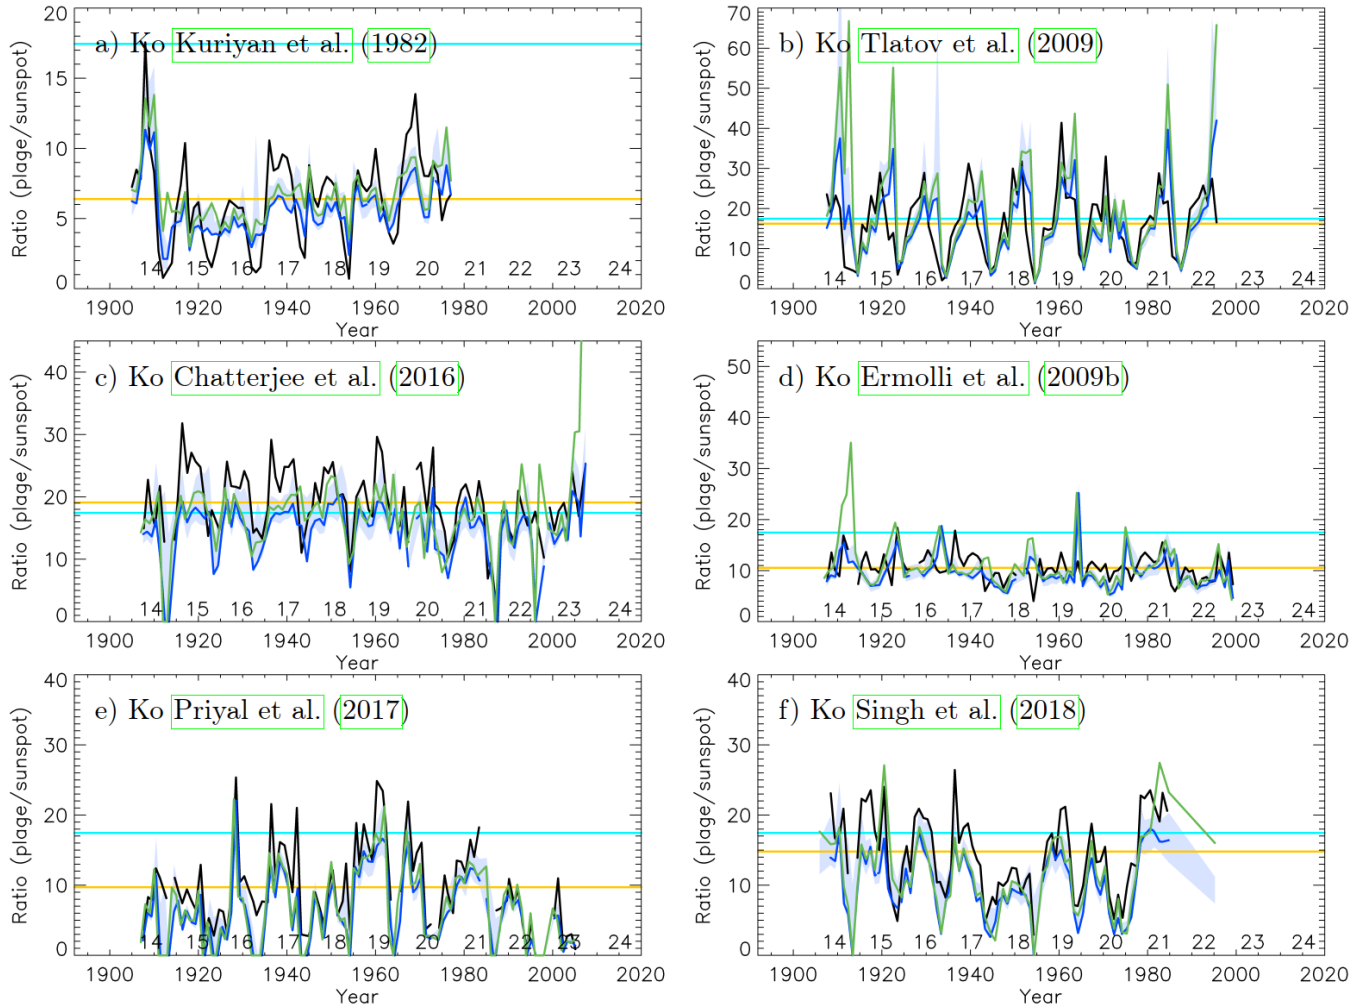 a) Ko Kuriyan et al. (1982)
Ratio (plage/sunspot)
20
15
10
5
0
14 15 16 17 18 19 20 21 22 23 24
1900 1920 1940 1960 1980 2000 2020
Year
b) Ko Tlatov et al. (2009)
Ratio (plage/sunspot)
70
60
50
40
30
20
10
0
14 15 16 17 18 19 20 21 22 23 24
1900 1920 1940 1960 1980 2000 2020
Year
c) Ko Chatterjee et al. (2016)
Ratio (plage/sunspot)
40
30
20
10
0
14 15 16 17 18 19 20 21 22 23 24
1900 1920 1940 1960 1980 2000 2020
Year
d) Ko Ermolli et al. (2009b)
Ratio (plage/sunspot)
50
40
30
20
10
0
14 15 16 17 18 19 20 21 22 23 24
1900 1920 1940 1960 1980 2000 2020
Year
e) Ko Priyal et al. (2017)
Ratio (plage/sunspot)
40
30
20
10
0
14 15 16 17 18 19 20 21 22 23 24
1900 1920 1940 1960 1980 2000 2020
Year
f) Ko Singh et al. (2018)
Ratio (plage/sunspot)
40
30
20
10
0
14 15 16 17 18 19 20 21 22 23 24
1900 1920 1940 1960 1980 2000 2020
Year